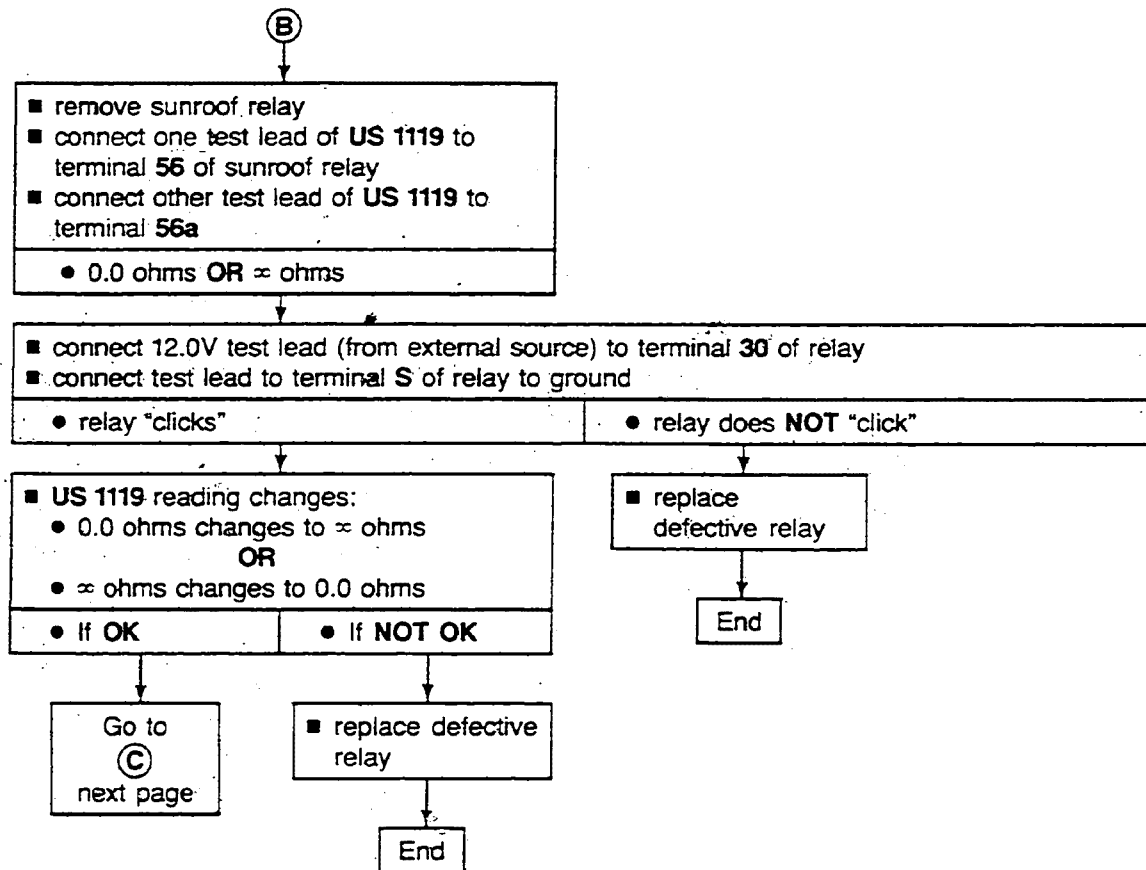 B
■ remove sunroof relay
■ connect one test lead of US 1119 to
terminal 56 of sunroof relay
■ connect other test lead of US 1119 to
terminal 56a
● 0.0 ohms OR ∞ ohms
■ connect 12.0V test lead (from external source) to terminal 30 of relay
■ connect test lead to terminal S of relay to ground
● relay "clicks"
● relay does NOT "click"
■ US 1119 reading changes:
● 0.0 ohms changes to ∞ ohms
OR
● ∞ ohms changes to 0.0 ohms
■ replace
defective relay
End
● If OK
● If NOT OK
Go to
C
next page
■ replace defective
relay
End